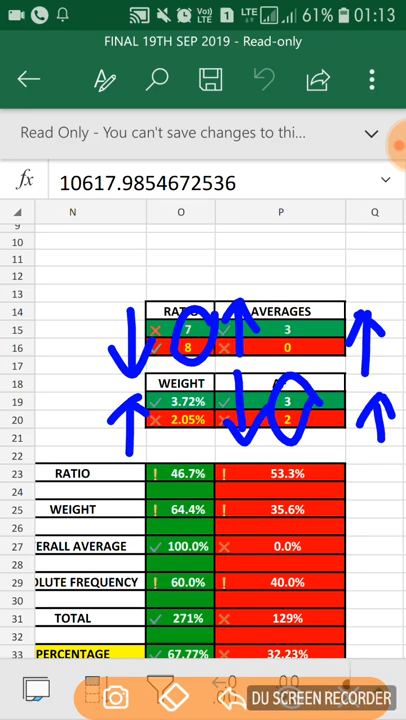 Vo) LTE 1 LTE 61% 01:13
FINAL 19TH SEP 2019 - Read-only
Read Only - You can't save changes to thi...
fx 10617.9854672536
N O P Q
9
10
11
12
13
14 AVERAGES
15 7 3
16 8 0
17
18 WEIGHT
19 3.72% 3
20 2.05% 2
21
22
23 RATIO 46.7% 53.3%
24
25 WEIGHT 64.4% 35.6%
26
27 ERALL AVERAGE 100.0% 0.0%
28
29 OLUTE FREQUENCY 60.0% 40.0%
30
31 TOTAL 271% 129%
32
33 PERCENTAGE 67.77% 32.23%
DU SCREEN RECORDER